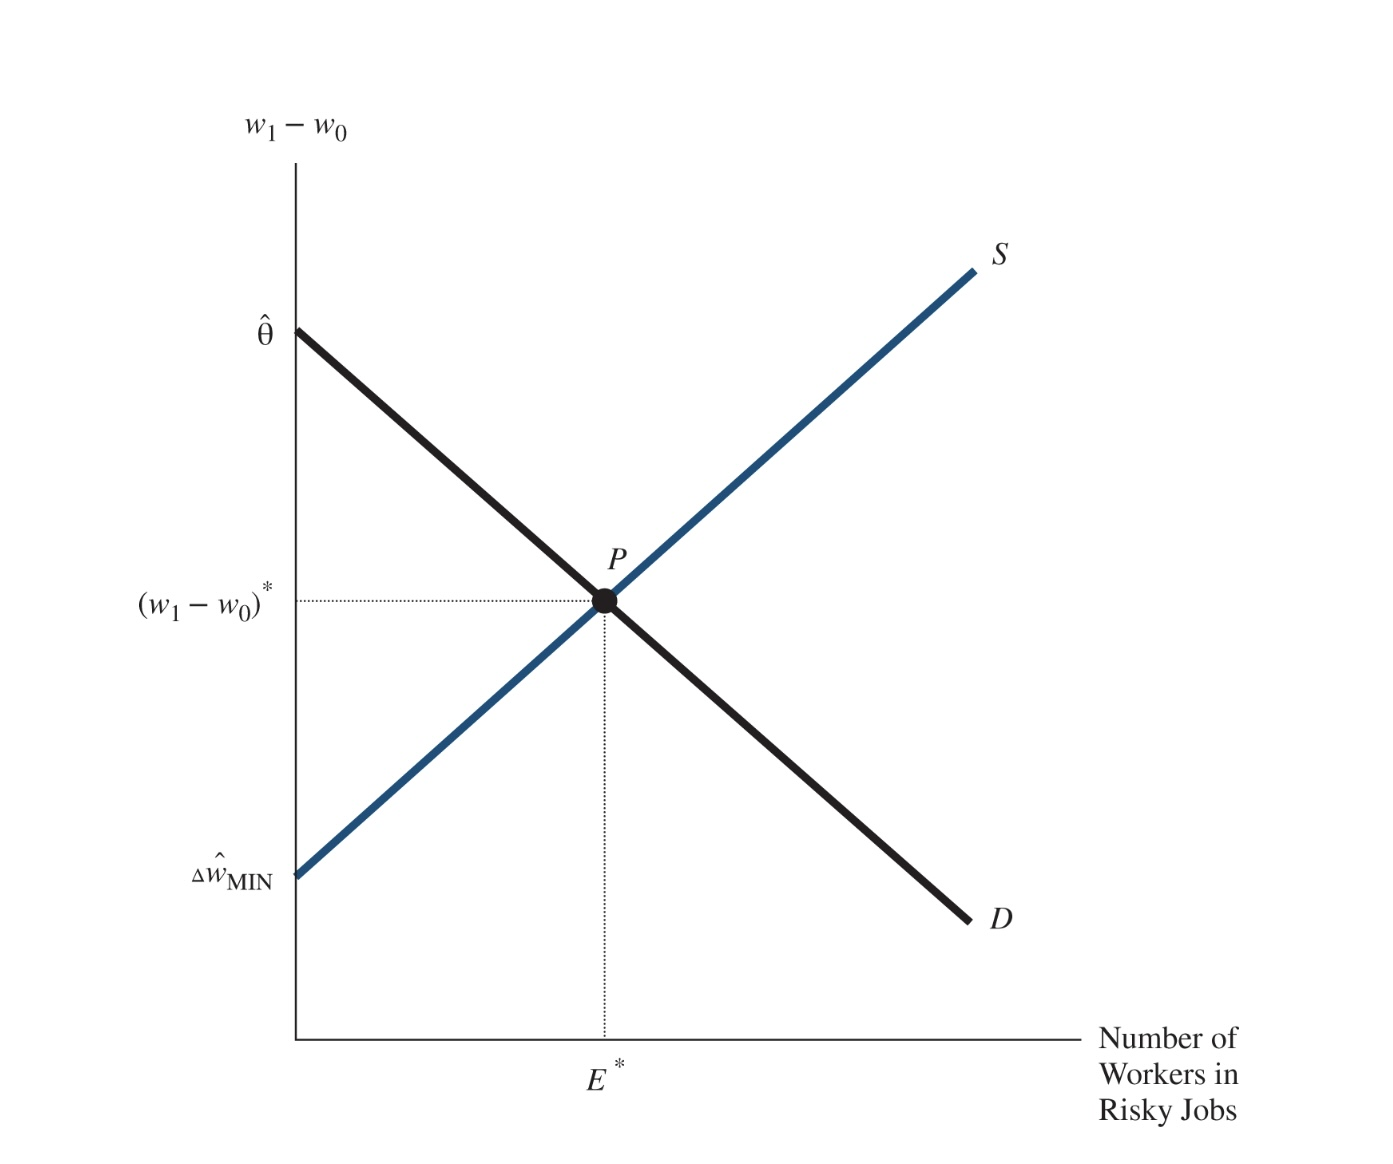 w₁ − w₀
S
θ̂
P
(w₁ − w₀)*
Δŵ_MIN
D
Number of
Workers in
Risky Jobs
E*